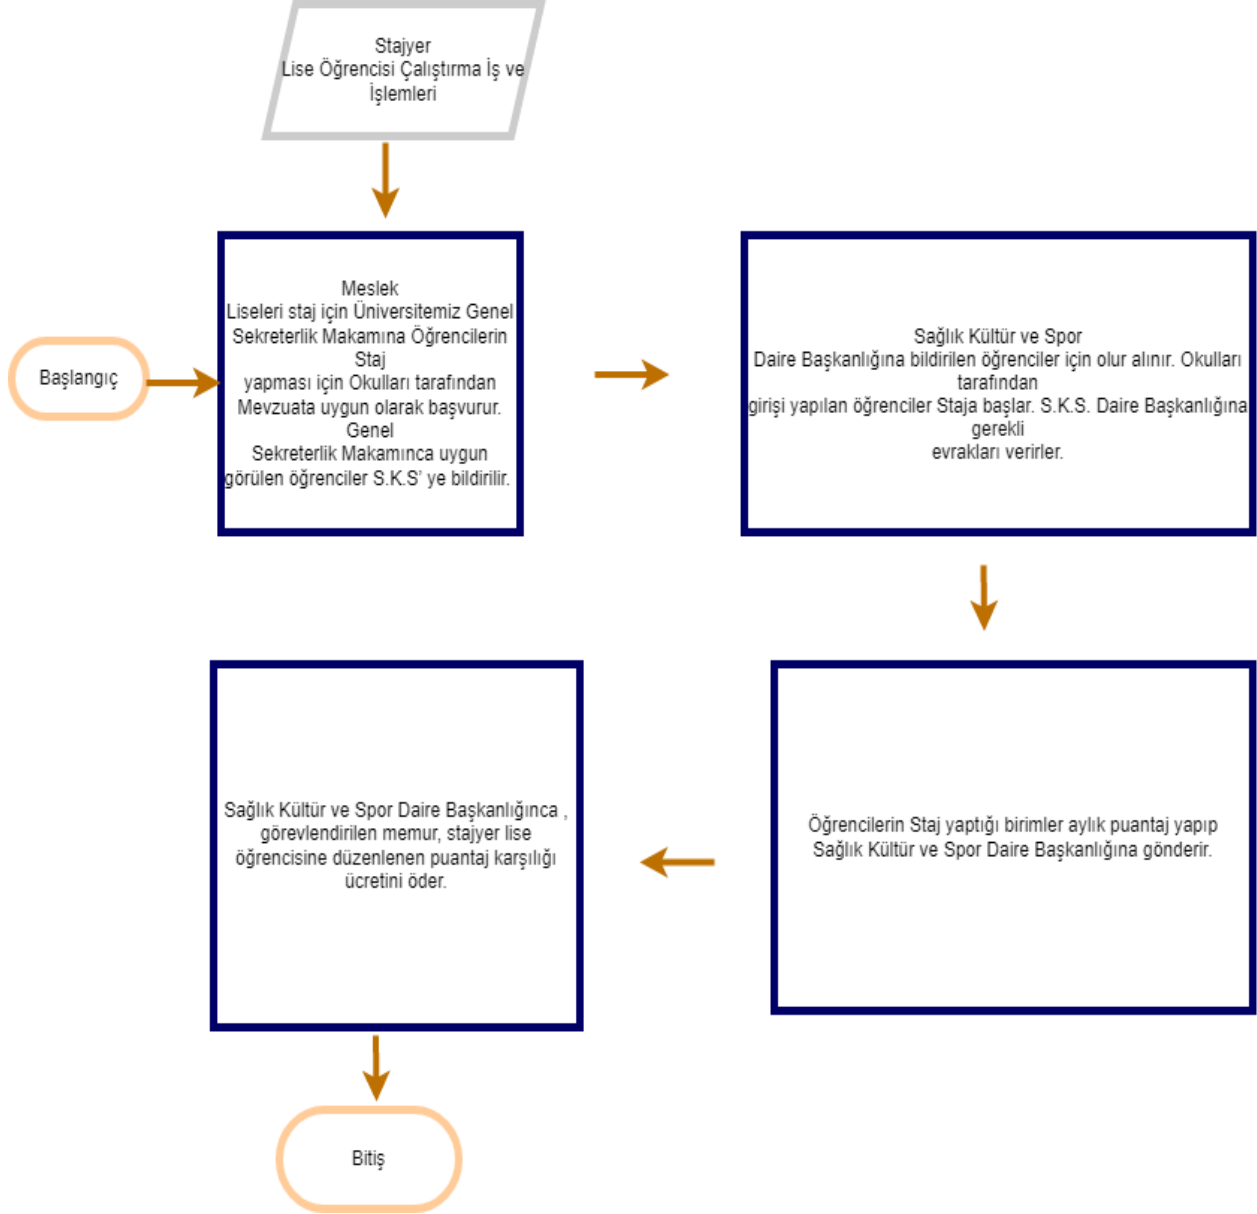 Stajyer
Lise Öğrencisi Çalıştırma İş ve
İşlemleri
Başlangıç
Meslek
Liseleri staj için Üniversitemiz Genel
Sekreterlik Makamına Öğrencilerin
Staj
yapması için Okulları tarafından
Mevzuata uygun olarak başvurur.
Genel
Sekreterlik Makamınca uygun
görülen öğrenciler S.K.S' ye bildirilir.
Sağlık Kültür ve Spor
Daire Başkanlığına bildirilen öğrenciler için olur alınır. Okulları
tarafından
girişi yapılan öğrenciler Staja başlar. S.K.S. Daire Başkanlığına
gerekli
evrakları verirler.
Öğrencilerin Staj yaptığı birimler aylık puantaj yapıp
Sağlık Kültür ve Spor Daire Başkanlığına gönderir.
Sağlık Kültür ve Spor Daire Başkanlığınca ,
görevlendirilen memur, stajyer lise
öğrencisine düzenlenen puantaj karşılığı
ücretini öder.
Bitiş